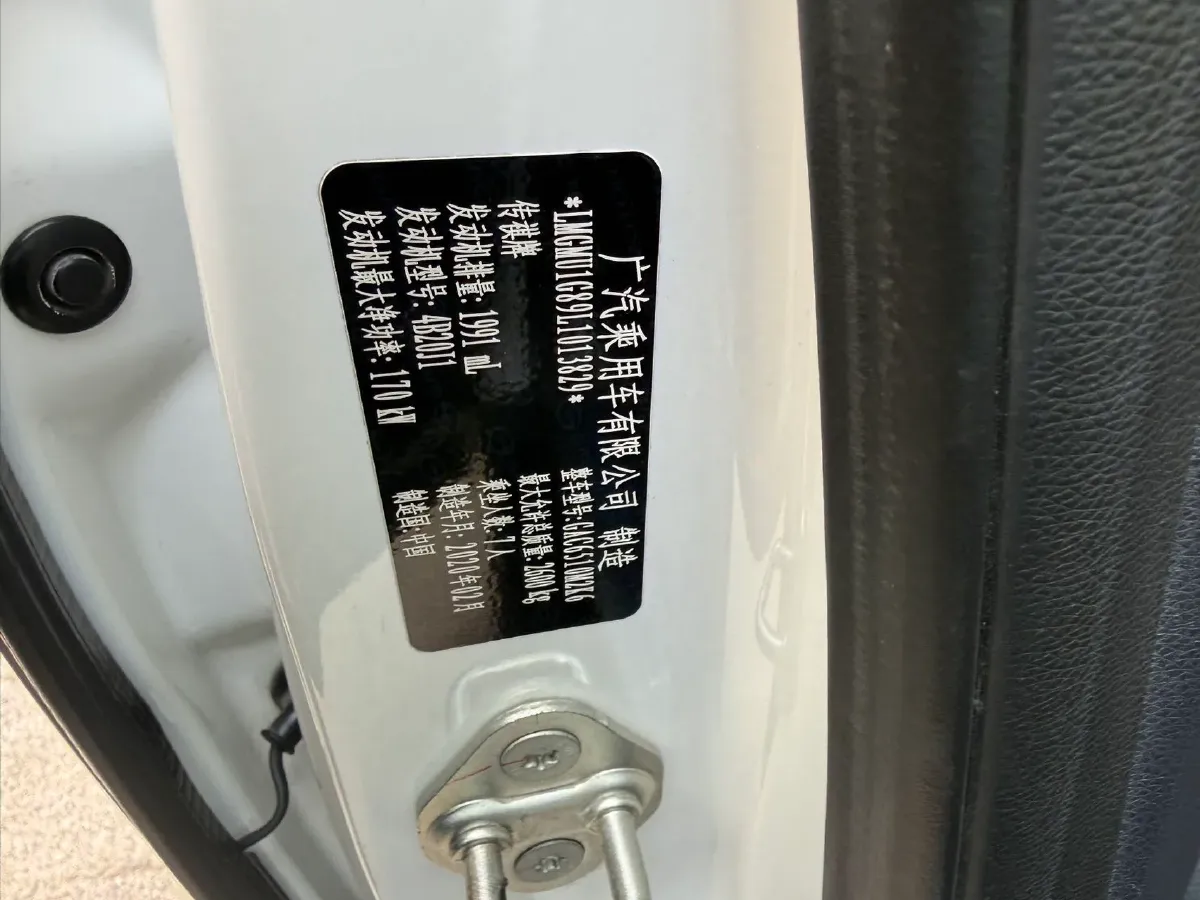 广汽乘用车有限公司 制造
*LMGMU1G89L1013829* 整车型号:GAC6510M2X6
传祺牌 最大允许总质量:2600 kg
发动机排量:1991 mL 乘坐人数:7人
发动机型号:4B20J1 制造年月:2020年02月
发动机最大净功率:170 kW 制造国:中国